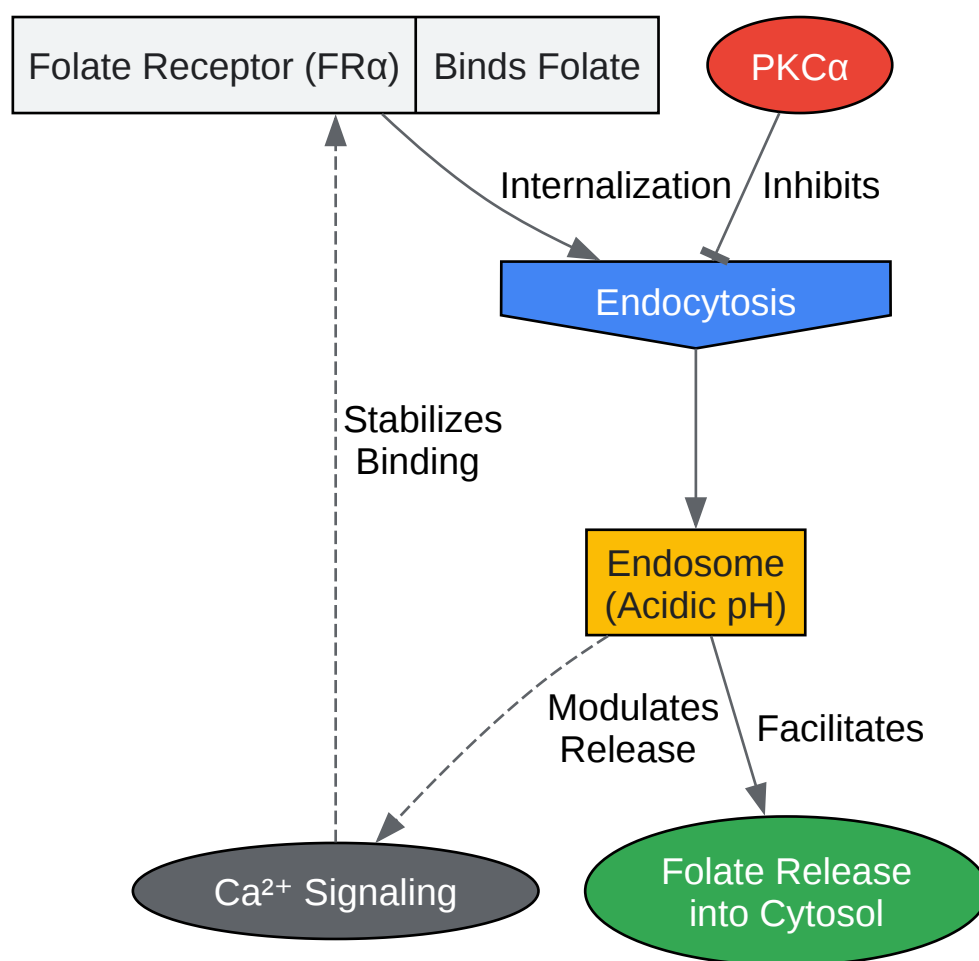 Folate Receptor (FRα)
Binds Folate
PKCα
Internalization
Inhibits
Endocytosis
Stabilizes
Binding
Endosome
(Acidic pH)
Modulates
Release
Facilitates
Ca²⁺ Signaling
Folate Release
into Cytosol